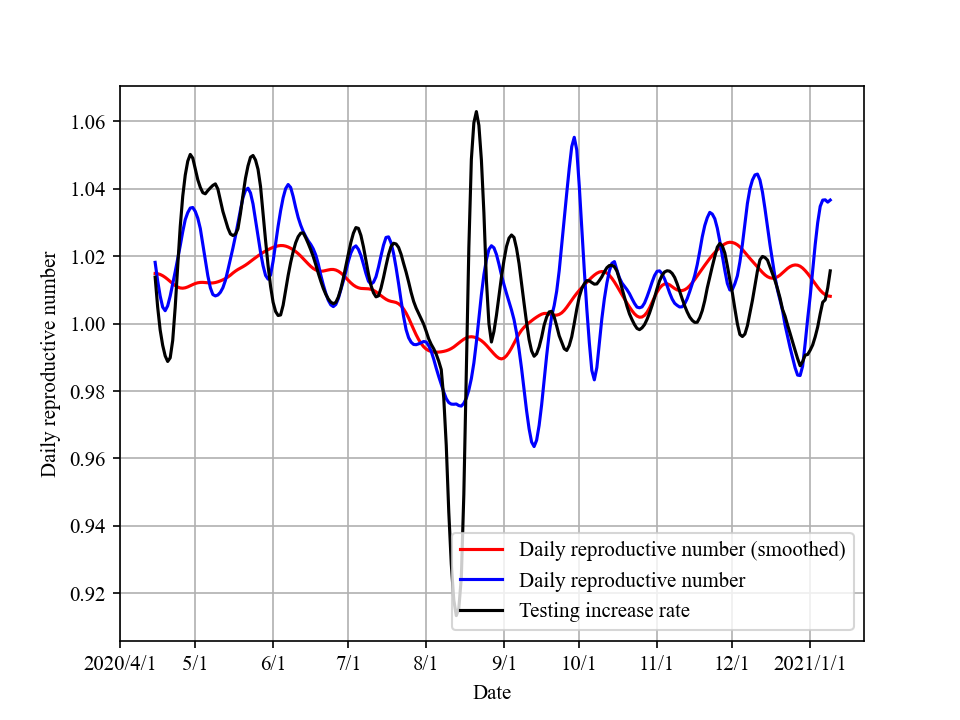 Daily reproductive number
1.06
1.04
1.02
1.00
0.98
0.96
0.94
0.92
Daily reproductive number (smoothed)
Daily reproductive number
Testing increase rate
2020/4/1 5/1 6/1 7/1 8/1 9/1 10/1 11/1 12/1 2021/1/1
Date